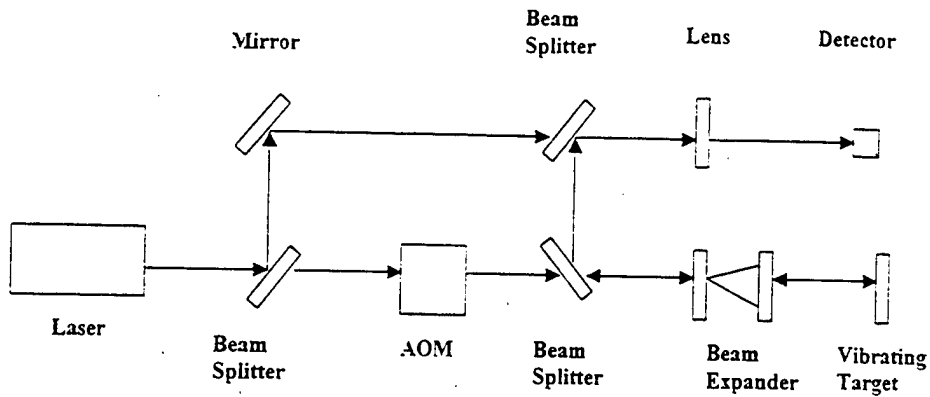 Mirror
Beam
Splitter
Lens
Detector
Laser
Beam
Splitter
AOM
Beam
Splitter
Beam
Expander
Vibrating
Target